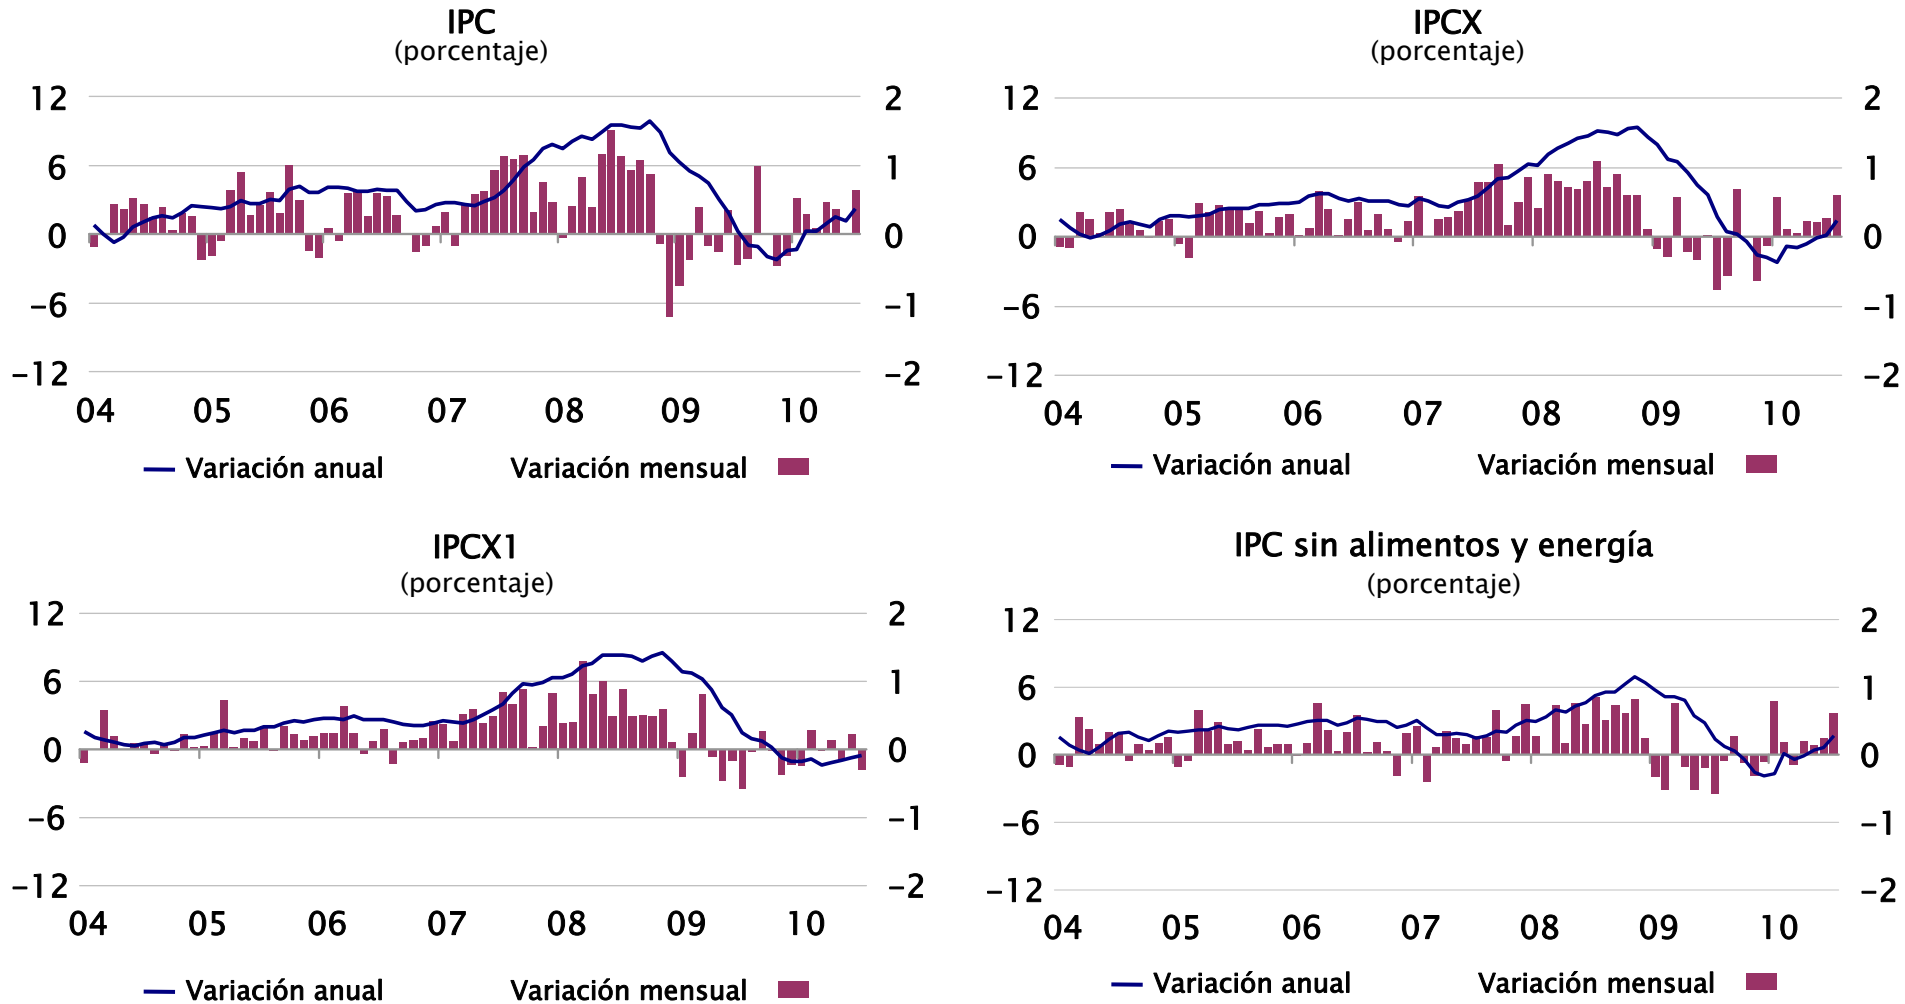 IPC
(porcentaje)
12 2
6 1
0 0
−6 −1
−12 −2
04 05 06 07 08 09 10
Variación anual Variación mensual
IPCX
(porcentaje)
12 2
6 1
0 0
−6 −1
−12 −2
04 05 06 07 08 09 10
Variación anual Variación mensual
IPCX1
(porcentaje)
12 2
6 1
0 0
−6 −1
−12 −2
04 05 06 07 08 09 10
Variación anual Variación mensual
IPC sin alimentos y energía
(porcentaje)
12 2
6 1
0 0
−6 −1
−12 −2
04 05 06 07 08 09 10
Variación anual Variación mensual